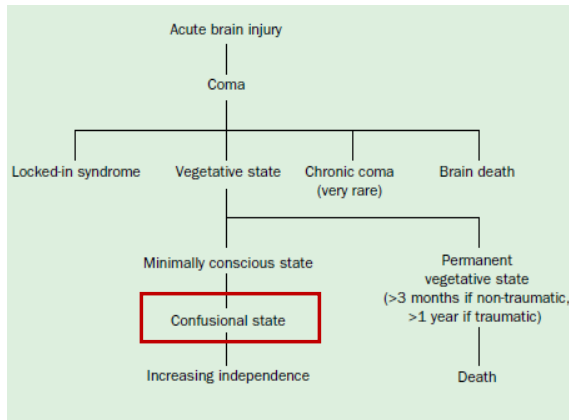 Acute brain injury
Coma
Locked-in syndrome
Vegetative state
Chronic coma
(very rare)
Brain death
Minimally conscious state
Permanent
vegetative state
(>3 months if non-traumatic,
>1 year if traumatic)
Confusional state
Increasing independence
Death